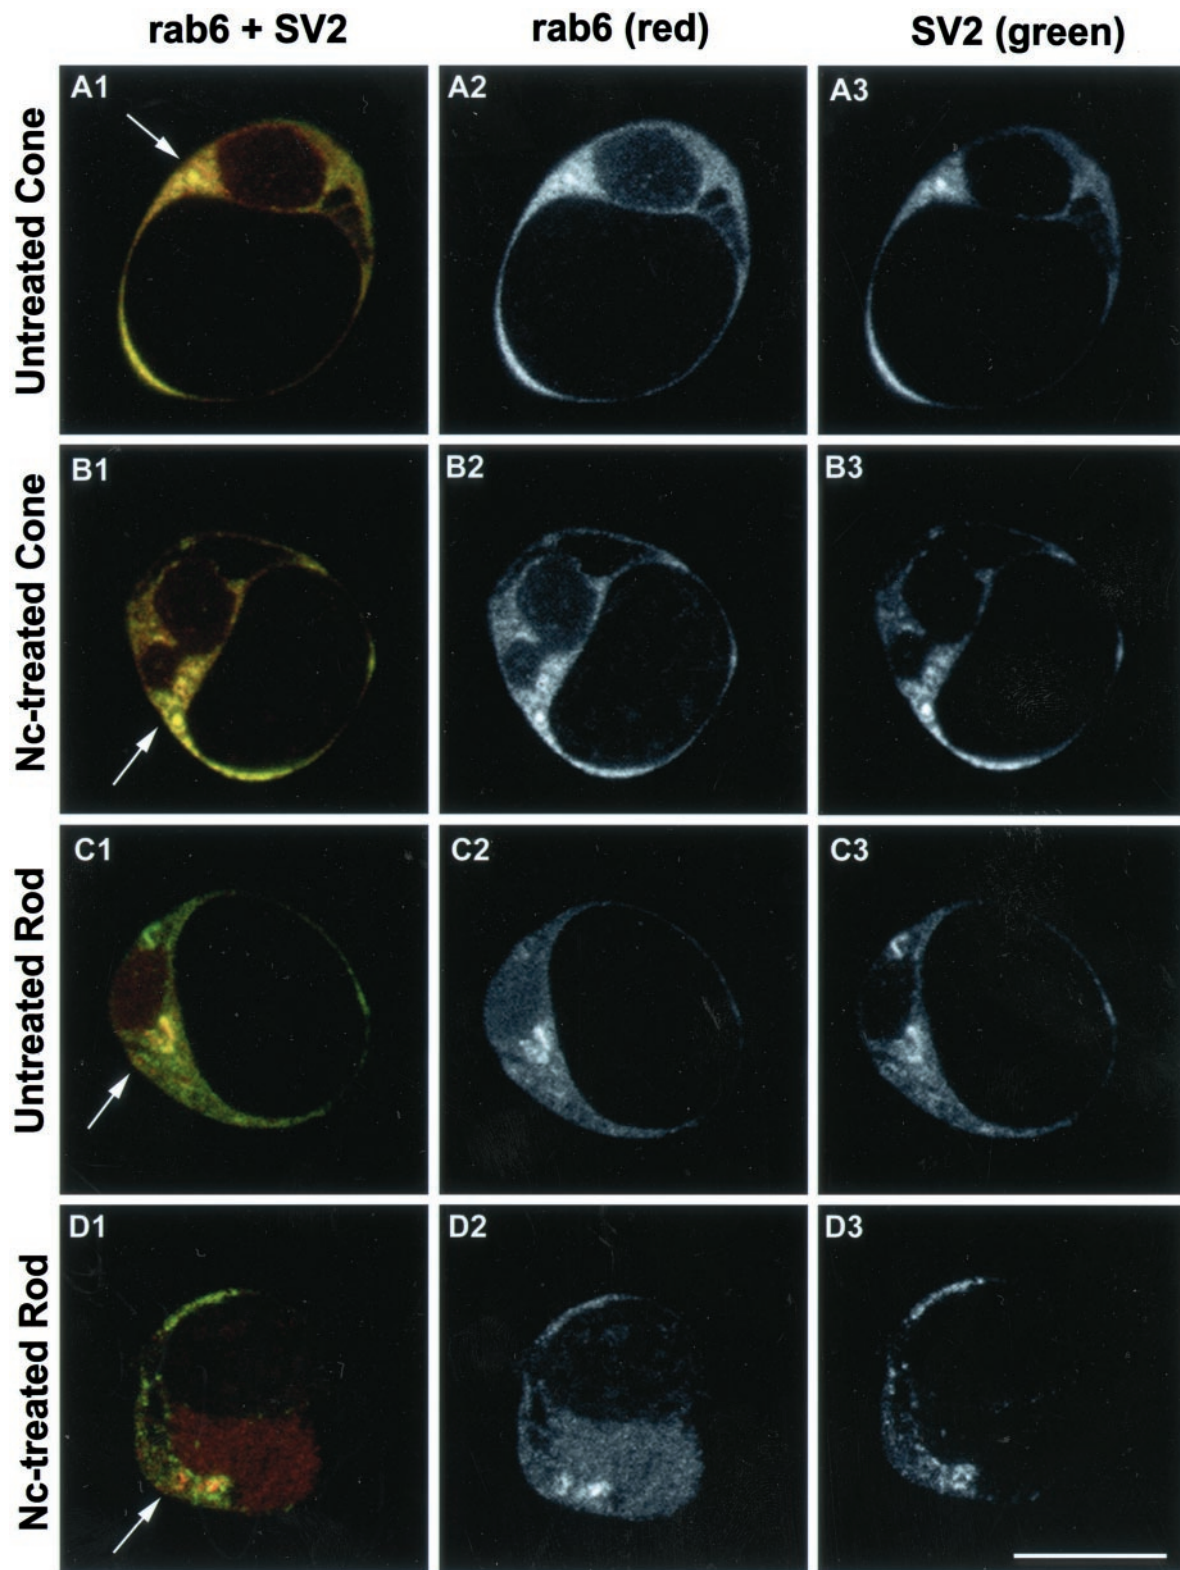 rab6 + SV2
rab6 (red)
SV2 (green)
Untreated Cone
A1
A2
A3
Nc-treated Cone
B1
B2
B3
Untreated Rod
C1
C2
C3
Nc-treated Rod
D1
D2
D3